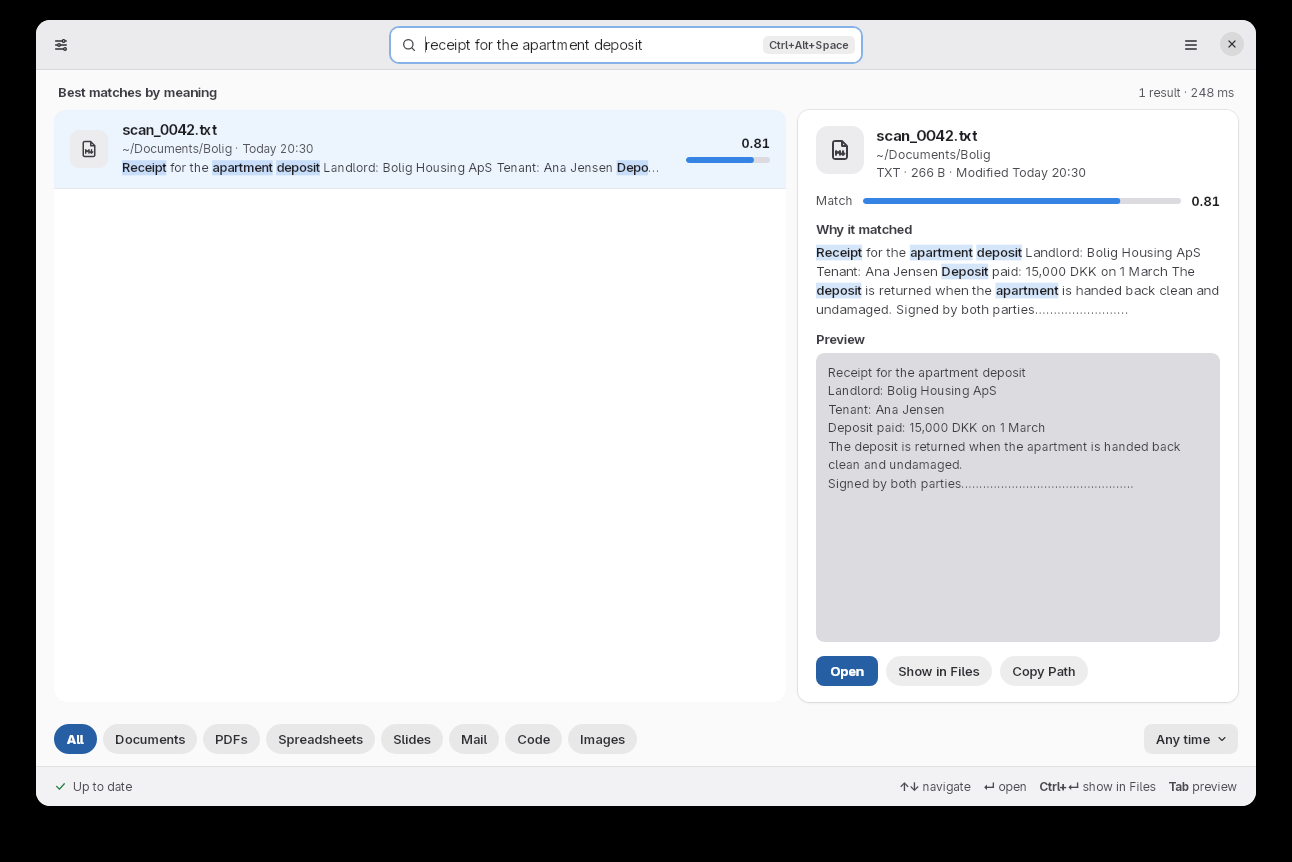 receipt for the apartment deposit
Ctrl+Alt+Space
Best matches by meaning
1 result · 248 ms
scan_0042.txt
~/Documents/Bolig · Today 20:30
Receipt for the apartment deposit Landlord: Bolig Housing ApS Tenant: Ana Jensen Depo…
0.81
scan_0042.txt
~/Documents/Bolig
TXT · 266 B · Modified Today 20:30
Match 0.81
Why it matched
Receipt for the apartment deposit Landlord: Bolig Housing ApS
Tenant: Ana Jensen Deposit paid: 15,000 DKK on 1 March The
deposit is returned when the apartment is handed back clean and
undamaged. Signed by both parties.........................
Preview
Receipt for the apartment deposit
Landlord: Bolig Housing ApS
Tenant: Ana Jensen
Deposit paid: 15,000 DKK on 1 March
The deposit is returned when the apartment is handed back
clean and undamaged.
Signed by both parties...............................................
Open
Show in Files
Copy Path
All
Documents
PDFs
Spreadsheets
Slides
Mail
Code
Images
Any time
Up to date
↑↓ navigate ↵ open Ctrl+↵ show in Files Tab preview